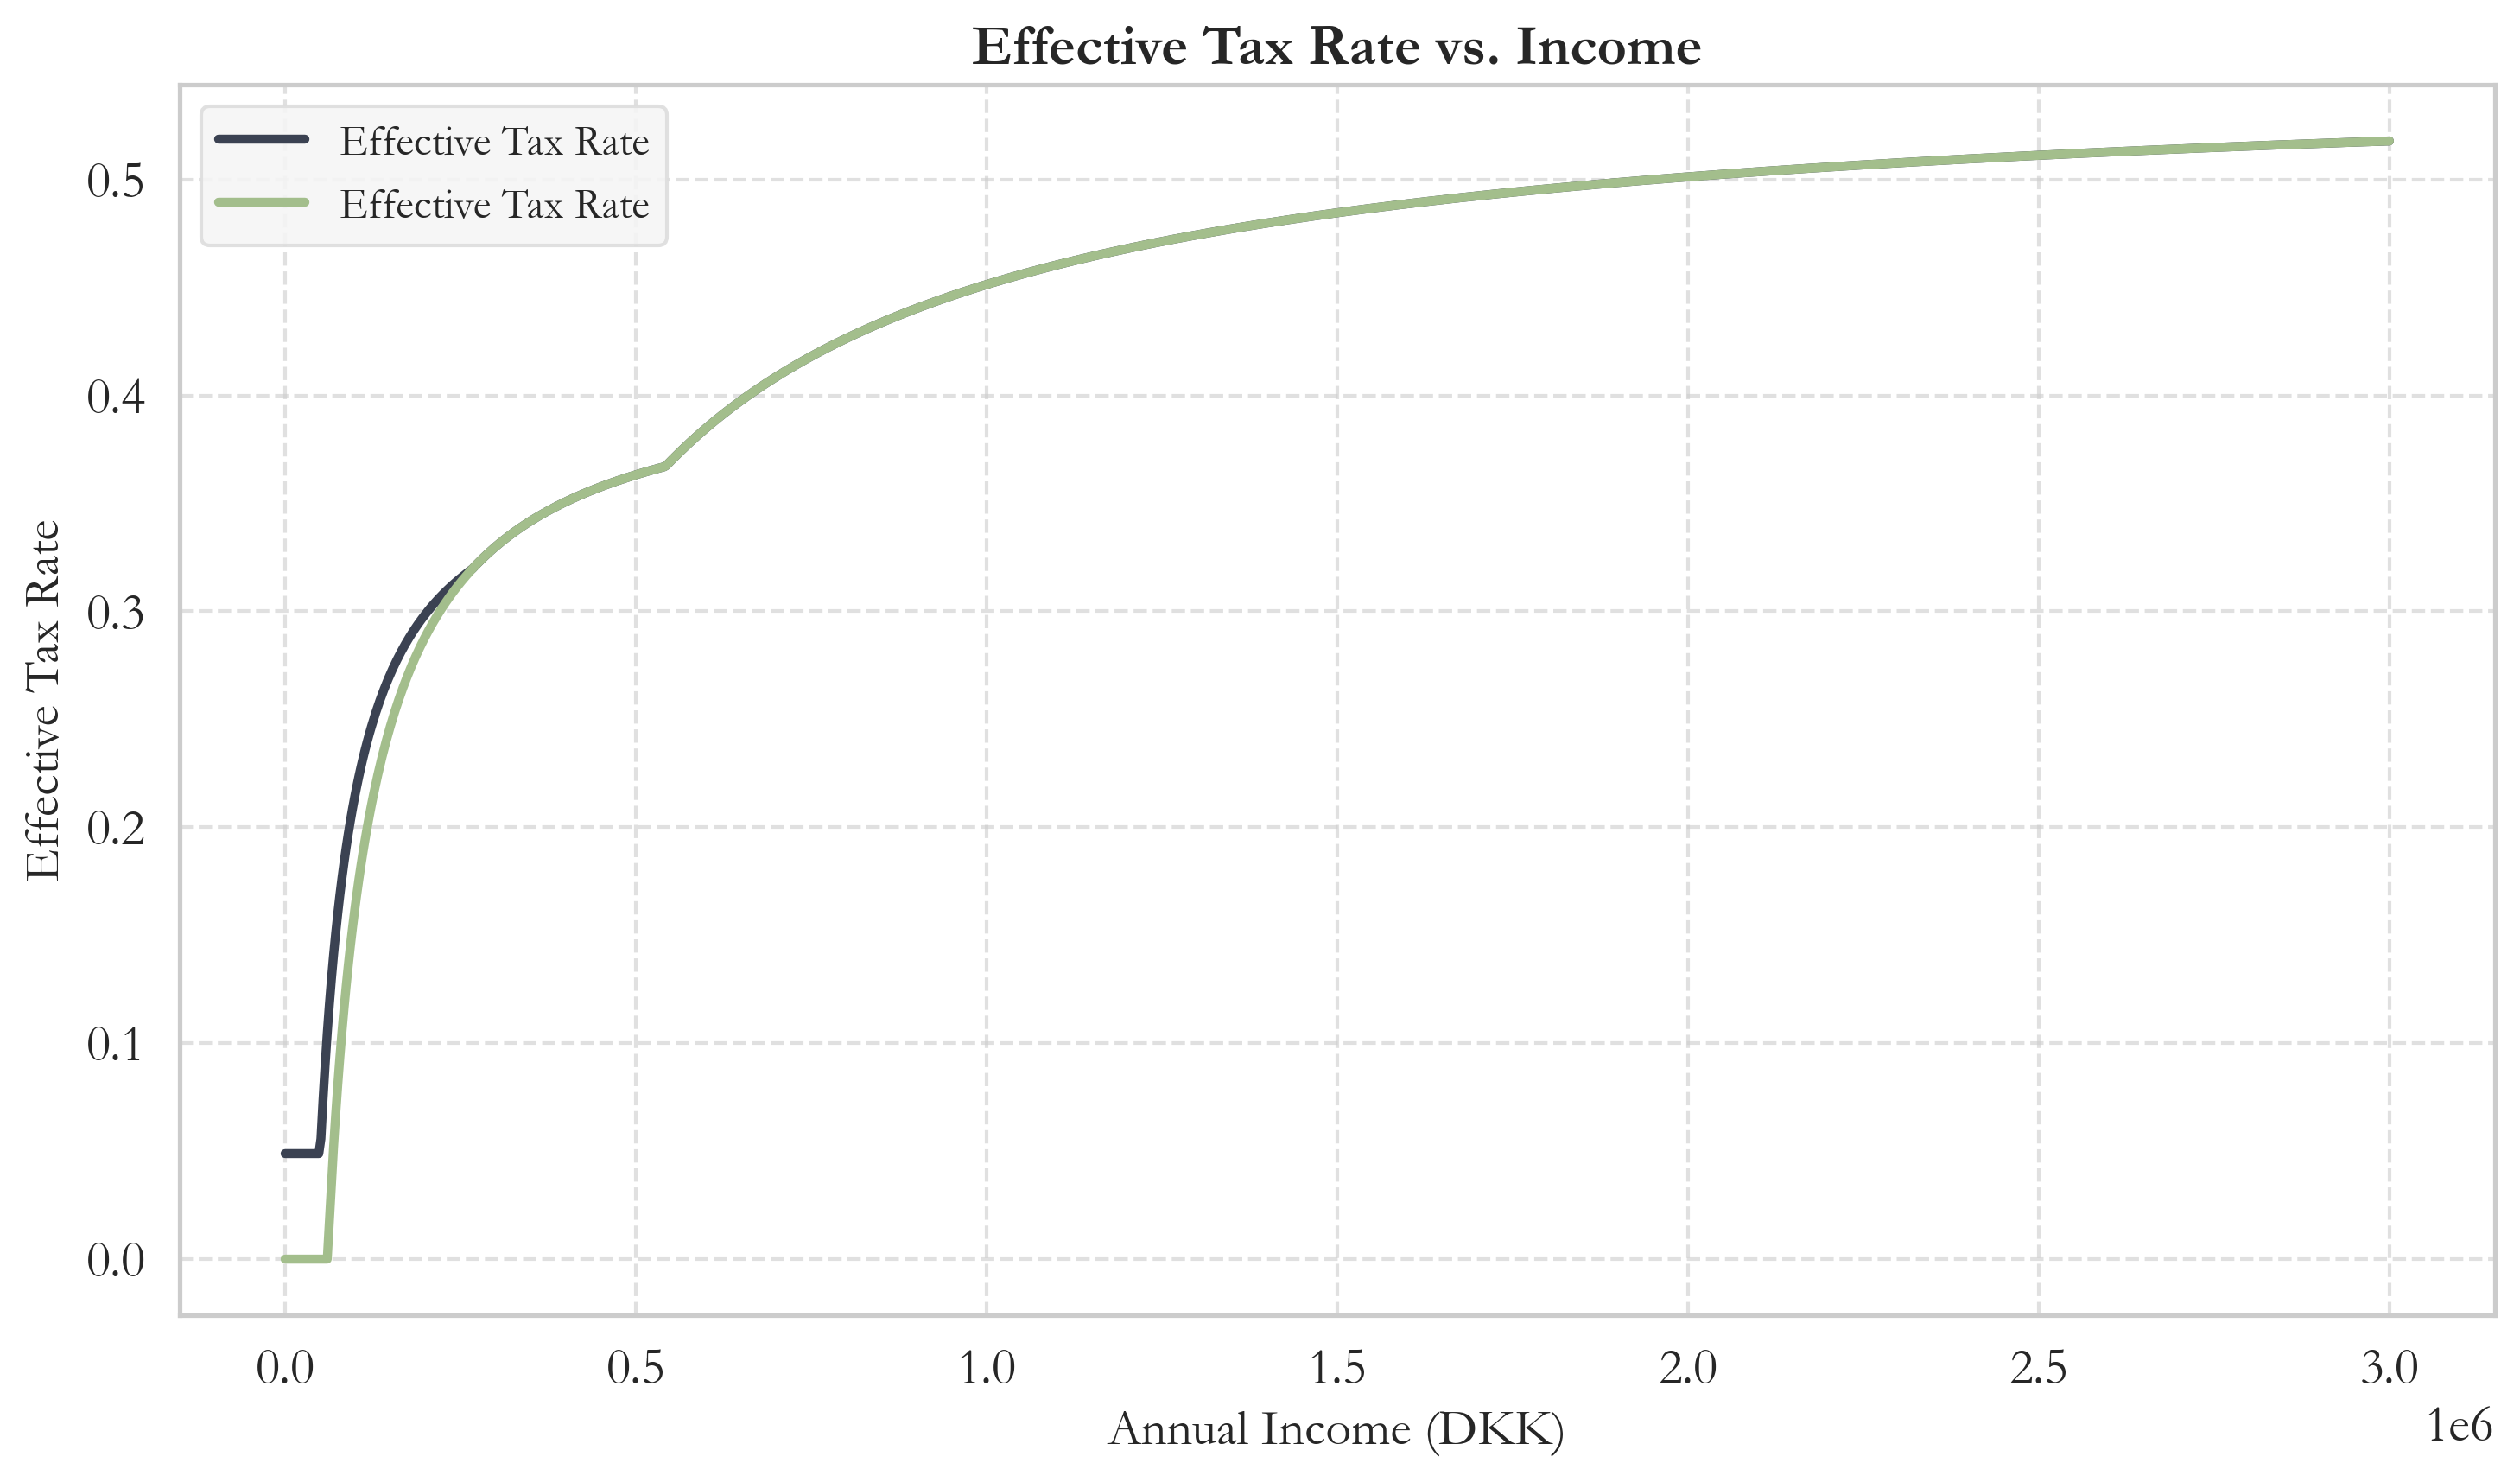 Effective Tax Rate vs. Income
Effective Tax Rate
Effective Tax Rate
Effective Tax Rate
0.5
0.4
0.3
0.2
0.1
0.0
0.0 0.5 1.0 1.5 2.0 2.5 3.0
1e6
Annual Income (DKK)